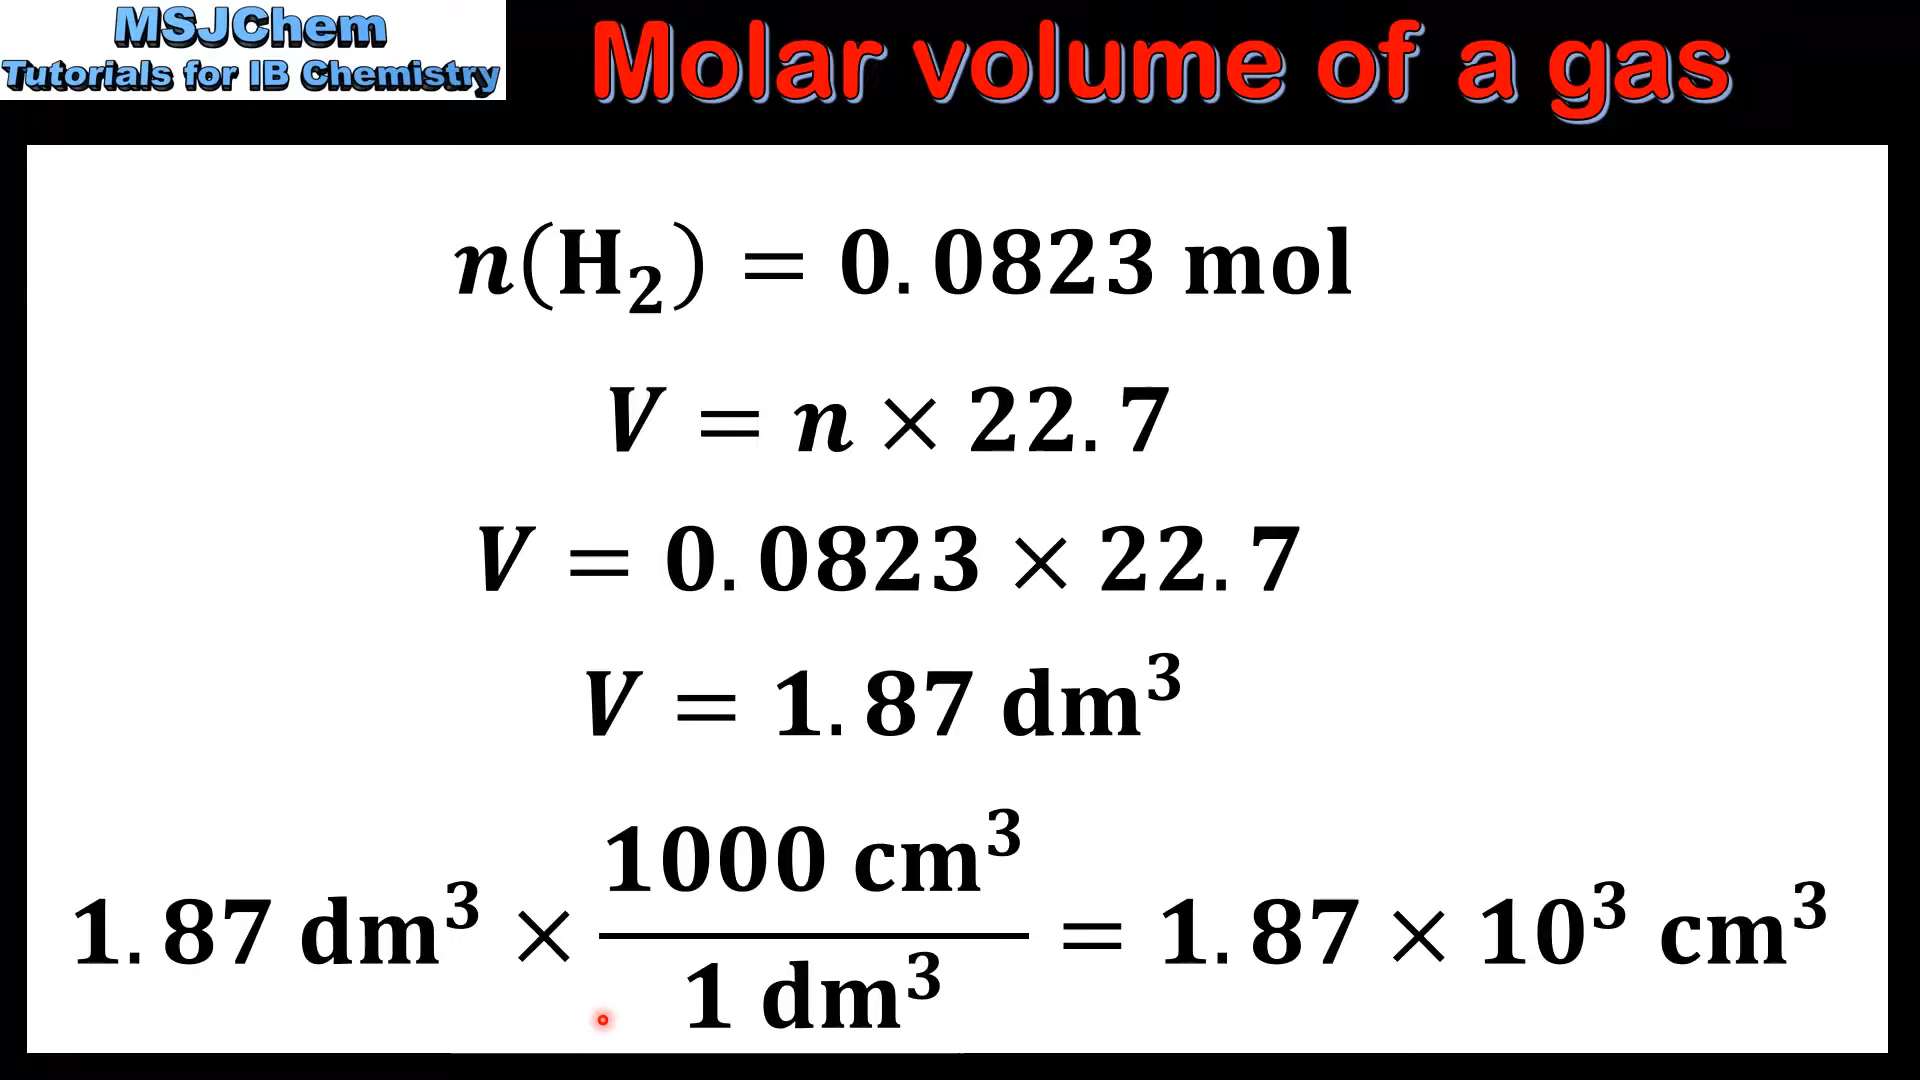 MSJChem
Tutorials for IB Chemistry
Molar volume of a gas
n(H₂) = 0.0823 mol
V = n × 22.7
V = 0.0823 × 22.7
V = 1.87 dm³
1.87 dm³ × 1000 cm³ / 1 dm³ = 1.87 × 10³ cm³